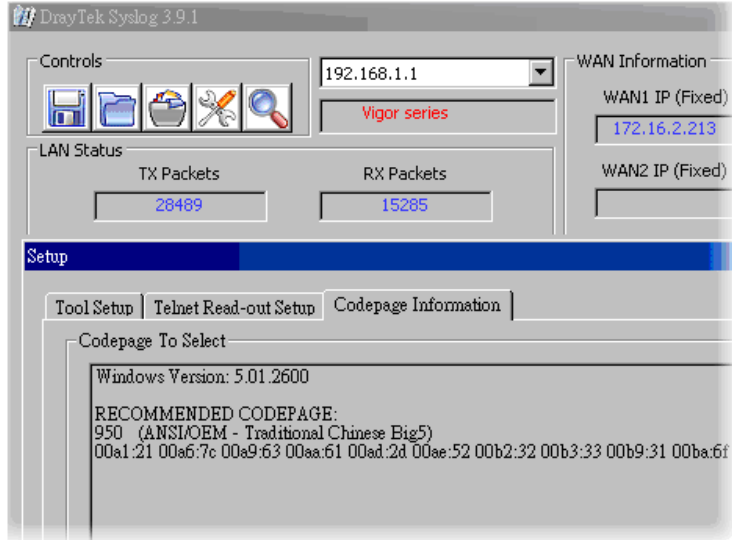 DrayTek Syslog 3.9.1
Controls
192.168.1.1
Vigor series
WAN Information
WAN1 IP (Fixed)
172.16.2.213
WAN2 IP (Fixed)
LAN Status
TX Packets
RX Packets
28489
15285
Setup
Tool Setup
Telnet Read-out Setup
Codepage Information
Codepage To Select
Windows Version: 5.01.2600
RECOMMENDED CODEPAGE:
950 (ANSI/OEM - Traditional Chinese Big5)
00a1:21 00a6:7c 00a9:63 00aa:61 00ad:2d 00ae:52 00b2:32 00b3:33 00b9:31 00ba:6f